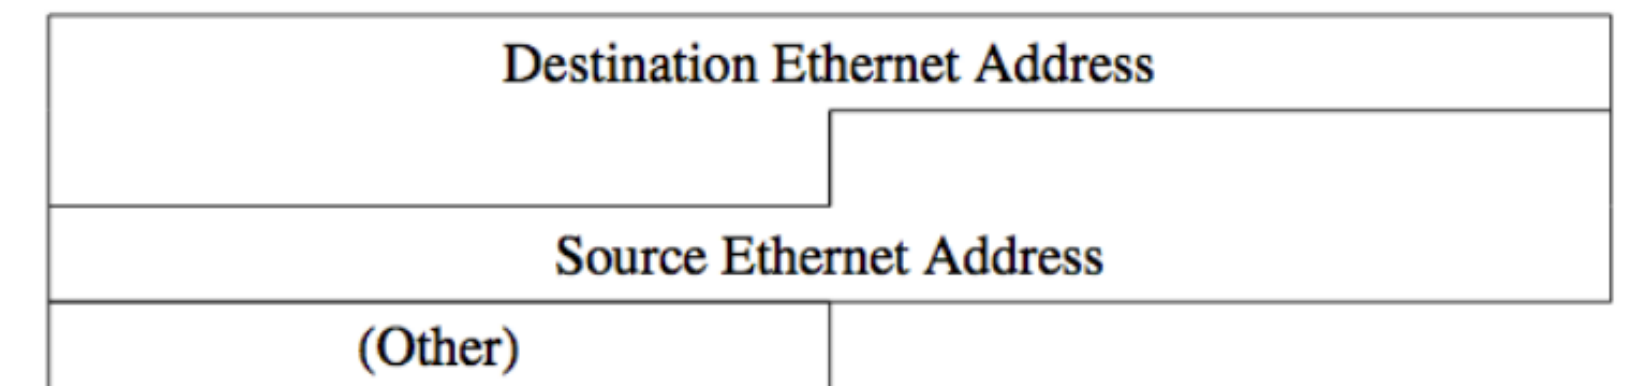 Destination Ethernet Address
Source Ethernet Address
(Other)